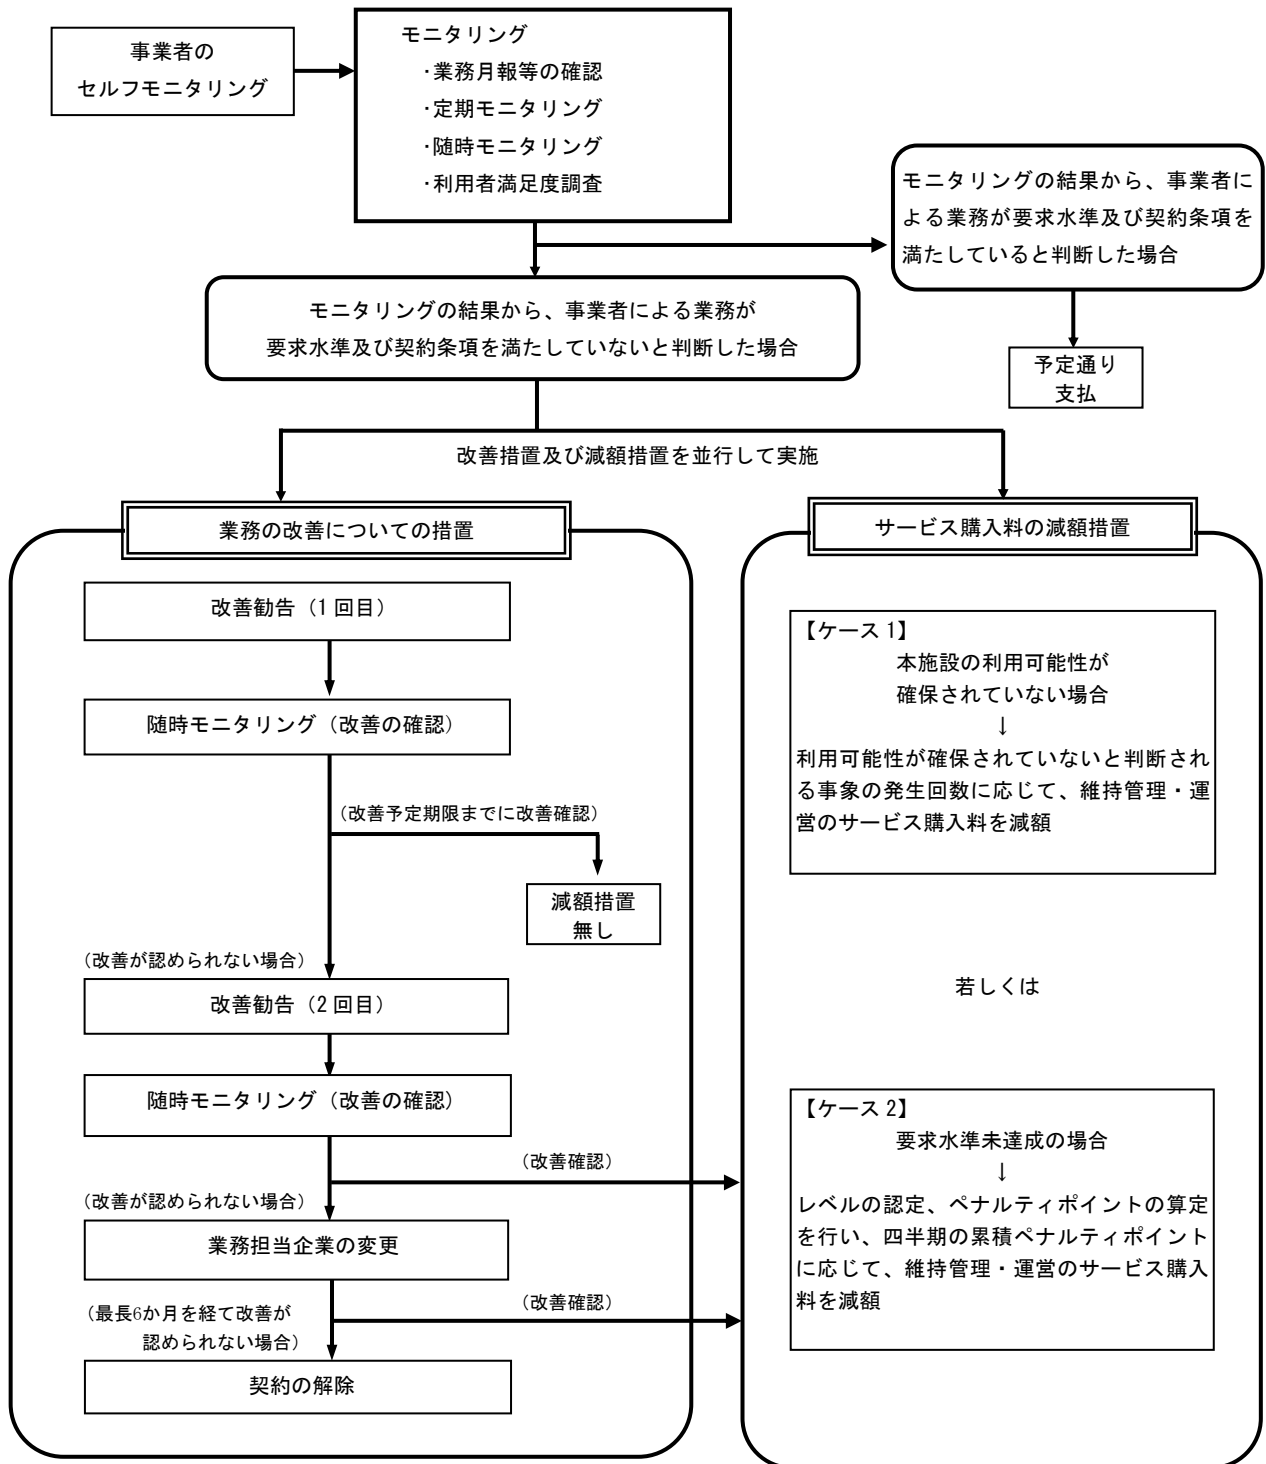 事業者の
セルフモニタリング
モニタリング
・業務月報等の確認
・定期モニタリング
・随時モニタリング
・利用者満足度調査
モニタリングの結果から、事業者に
よる業務が要求水準及び契約条項を
満たしていると判断した場合
予定通り
支払
モニタリングの結果から、事業者による業務が
要求水準及び契約条項を満たしていないと判断した場合
改善措置及び減額措置を並行して実施
業務の改善についての措置
改善勧告（1回目）
随時モニタリング（改善の確認）
（改善予定期限までに改善確認）
減額措置
無し
（改善が認められない場合）
改善勧告（2回目）
随時モニタリング（改善の確認）
（改善確認）
（改善が認められない場合）
業務担当企業の変更
（改善確認）
（最長6か月を経て改善が
認められない場合）
契約の解除
サービス購入料の減額措置
【ケース1】
本施設の利用可能性が
確保されていない場合
↓
利用可能性が確保されていないと判断され
る事象の発生回数に応じて、維持管理・運
営のサービス購入料を減額
若しくは
【ケース2】
要求水準未達成の場合
↓
レベルの認定、ペナルティポイントの算定
を行い、四半期の累積ペナルティポイント
に応じて、維持管理・運営のサービス購入
料を減額